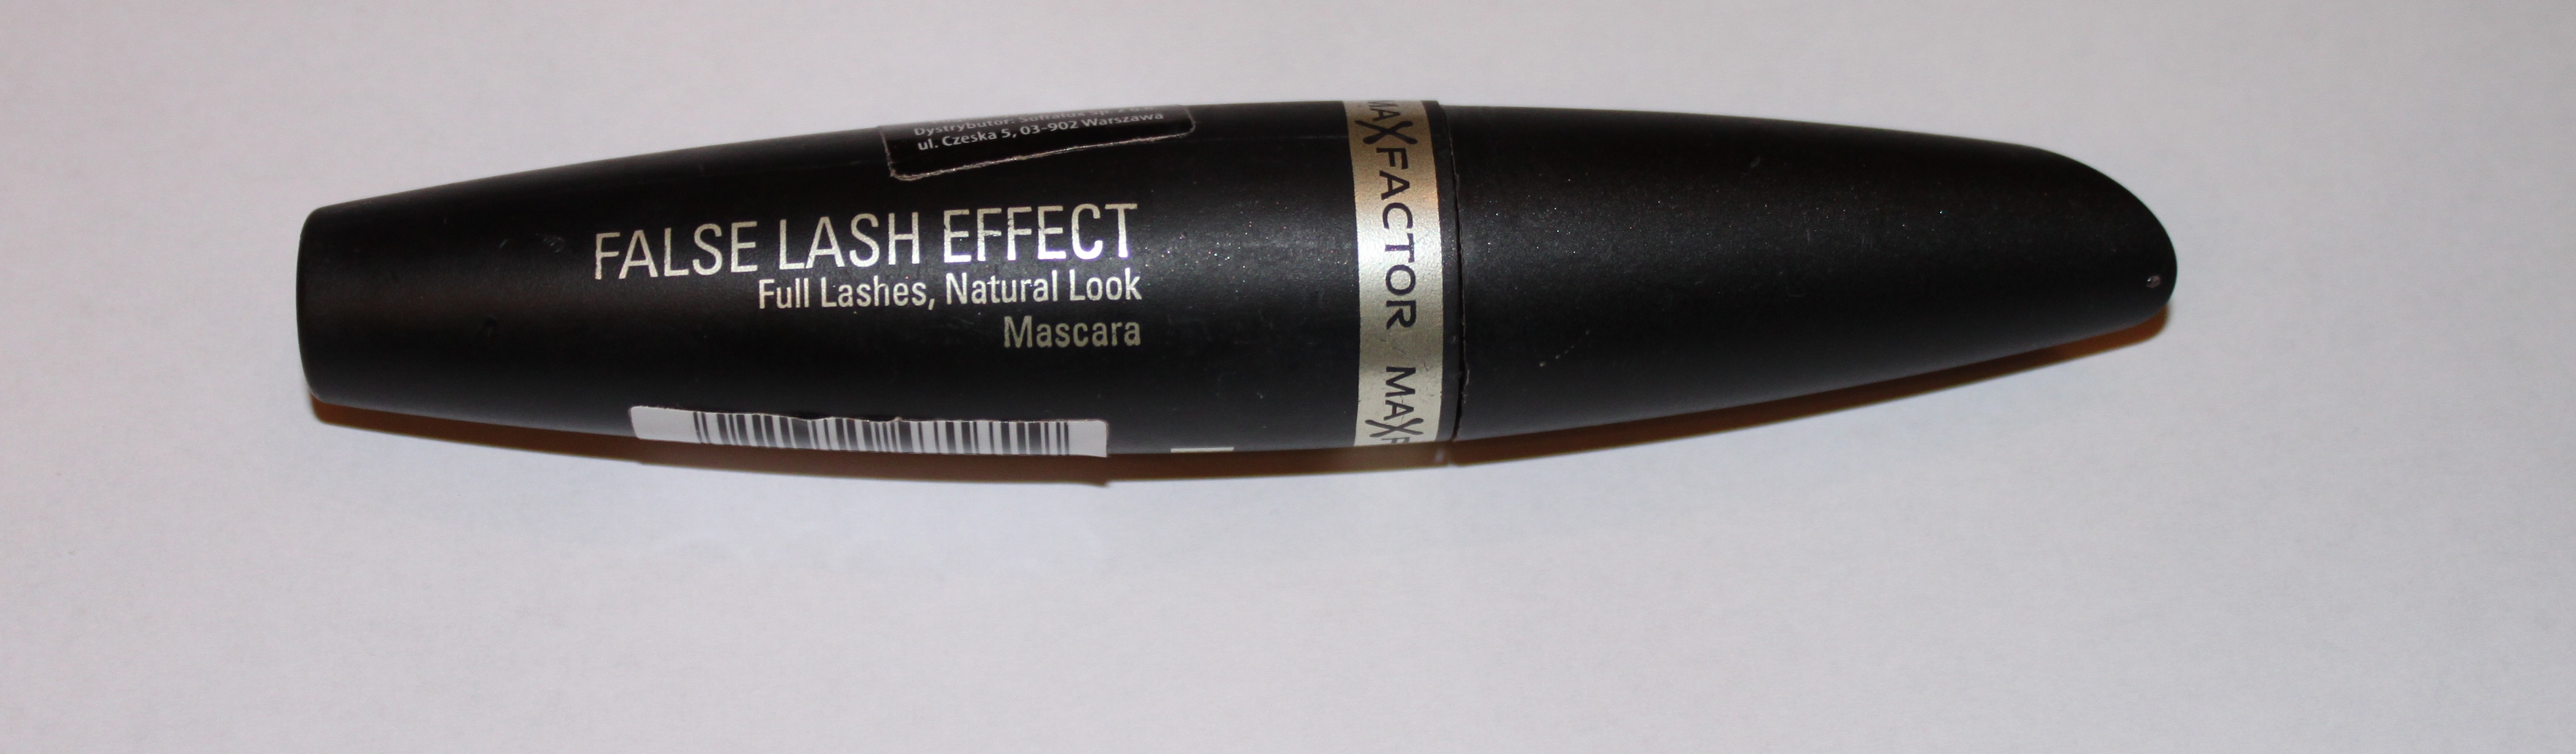 Dystrybutor:
ul. Czeska 5, 03-902 Warszawa
FALSE LASH EFFECT
Full Lashes, Natural Look
Mascara
MAXFACTOR MAXF